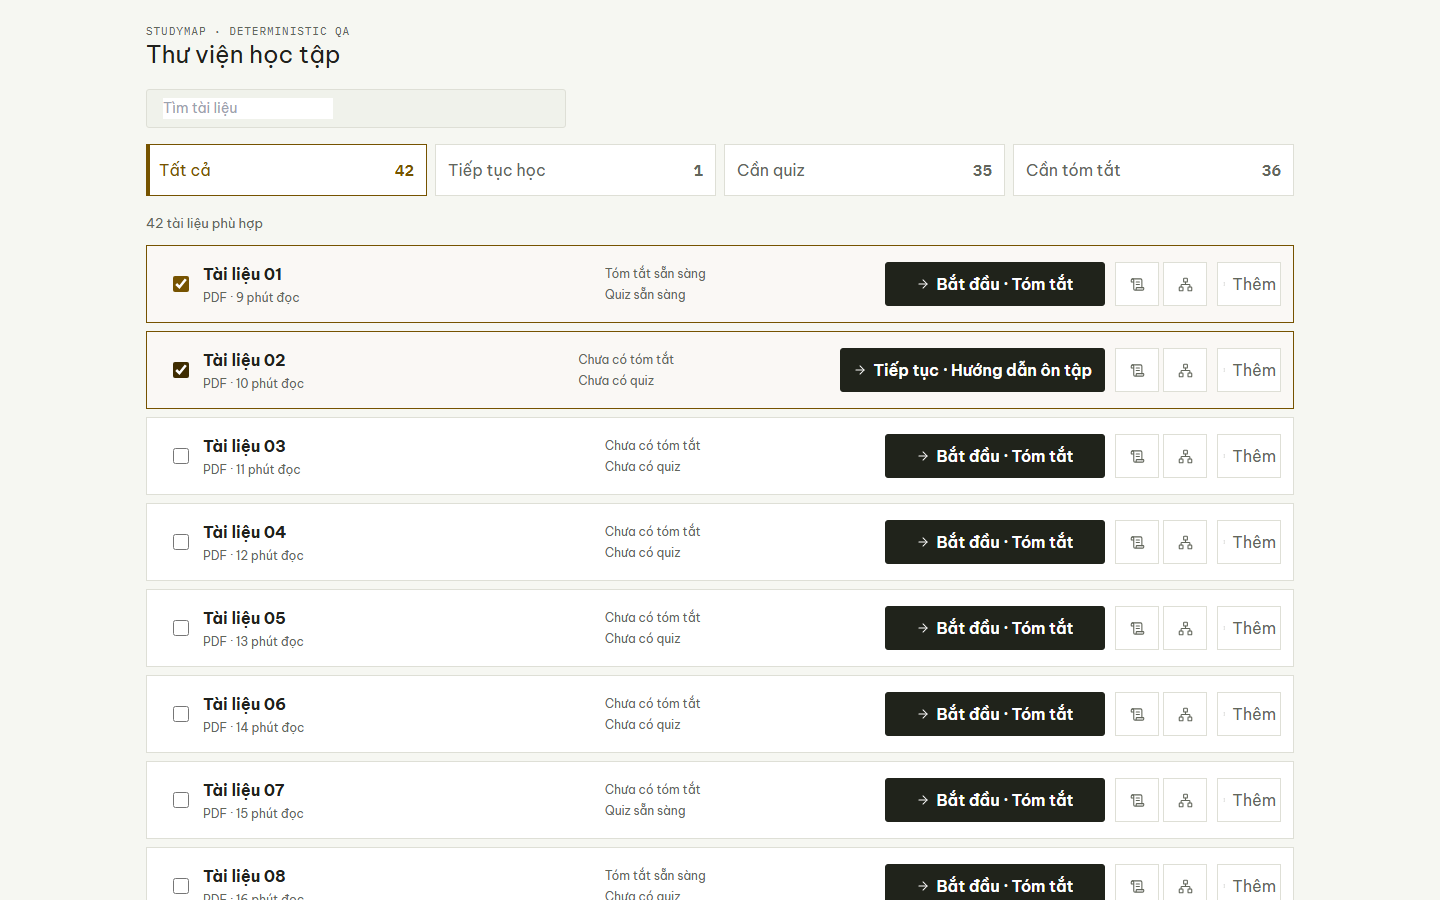 STUDYMAP · DETERMINISTIC QA
Thư viện học tập
Tìm tài liệu
Tất cả 42
Tiếp tục học 1
Cần quiz 35
Cần tóm tắt 36
42 tài liệu phù hợp
Tài liệu 01
PDF · 9 phút đọc
Tóm tắt sẵn sàng
Quiz sẵn sàng
→ Bắt đầu · Tóm tắt
Thêm
Tài liệu 02
PDF · 10 phút đọc
Chưa có tóm tắt
Chưa có quiz
→ Tiếp tục · Hướng dẫn ôn tập
Thêm
Tài liệu 03
PDF · 11 phút đọc
Chưa có tóm tắt
Chưa có quiz
→ Bắt đầu · Tóm tắt
Thêm
Tài liệu 04
PDF · 12 phút đọc
Chưa có tóm tắt
Chưa có quiz
→ Bắt đầu · Tóm tắt
Thêm
Tài liệu 05
PDF · 13 phút đọc
Chưa có tóm tắt
Chưa có quiz
→ Bắt đầu · Tóm tắt
Thêm
Tài liệu 06
PDF · 14 phút đọc
Chưa có tóm tắt
Chưa có quiz
→ Bắt đầu · Tóm tắt
Thêm
Tài liệu 07
PDF · 15 phút đọc
Chưa có tóm tắt
Quiz sẵn sàng
→ Bắt đầu · Tóm tắt
Thêm
Tài liệu 08
PDF · 16 phút đọc
Tóm tắt sẵn sàng
Chưa có quiz
→ Bắt đầu · Tóm tắt
Thêm